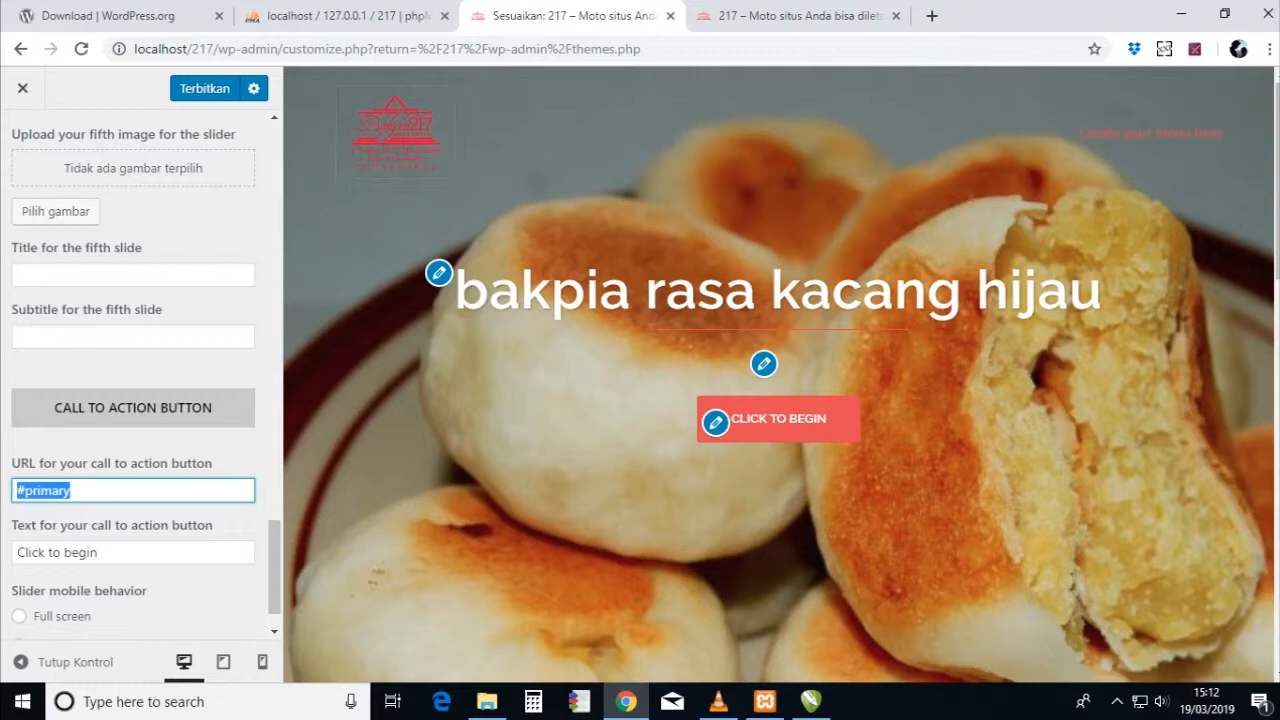 Download | WordPress.org
localhost / 127.0.0.1 / 217 | phpM
Sesuaikan: 217 – Moto situs Anda
217 – Moto situs Anda bisa dileta
localhost/217/wp-admin/customize.php?return=%2F217%2Fwp-admin%2Fthemes.php
Terbitkan
Upload your fifth image for the slider
Tidak ada gambar terpilih
Pilih gambar
Title for the fifth slide
Subtitle for the fifth slide
CALL TO ACTION BUTTON
URL for your call to action button
#primary
Text for your call to action button
Click to begin
Slider mobile behavior
Full screen
Tutup Kontrol
Create your menu here
bakpia rasa kacang hijau
CLICK TO BEGIN
Type here to search
15:12
19/03/2019
1